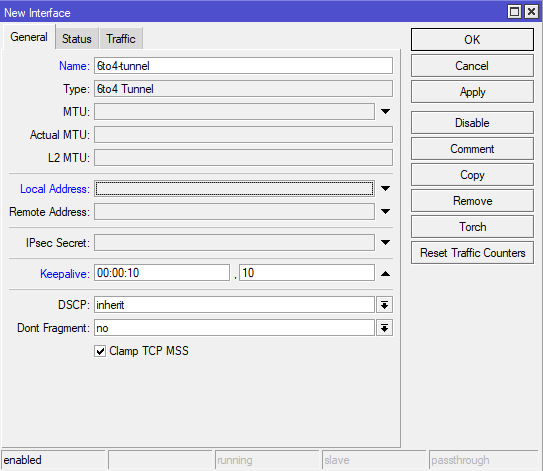 New Interface
General Status Traffic
Name: 6to4-tunnel
Type: 6to4 Tunnel
MTU:
Actual MTU:
L2 MTU:
Local Address:
Remote Address:
IPsec Secret:
Keepalive: 00:00:10 , 10
DSCP: inherit
Dont Fragment: no
Clamp TCP MSS
OK
Cancel
Apply
Disable
Comment
Copy
Remove
Torch
Reset Traffic Counters
enabled running slave passthrough